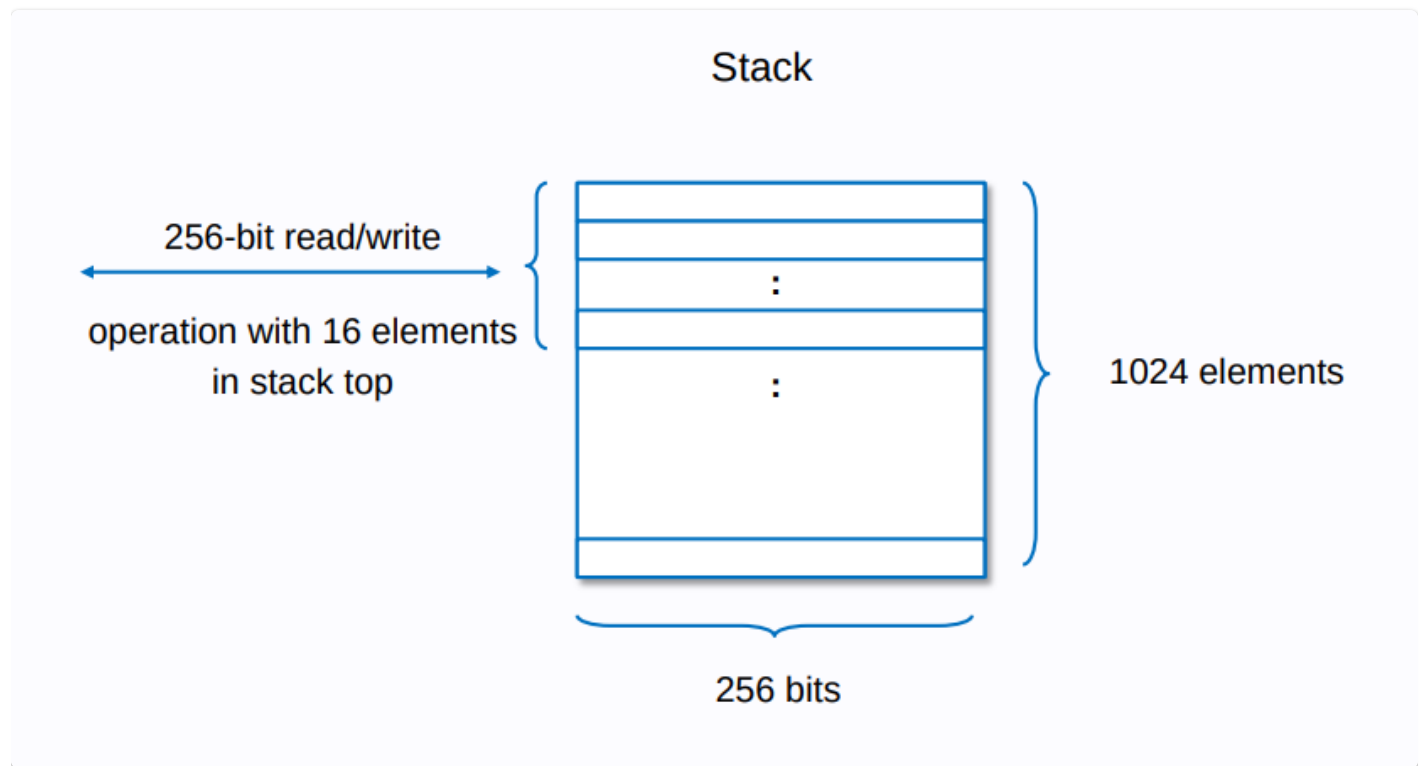 Stack
256-bit read/write
operation with 16 elements
in stack top
:
:
1024 elements
256 bits